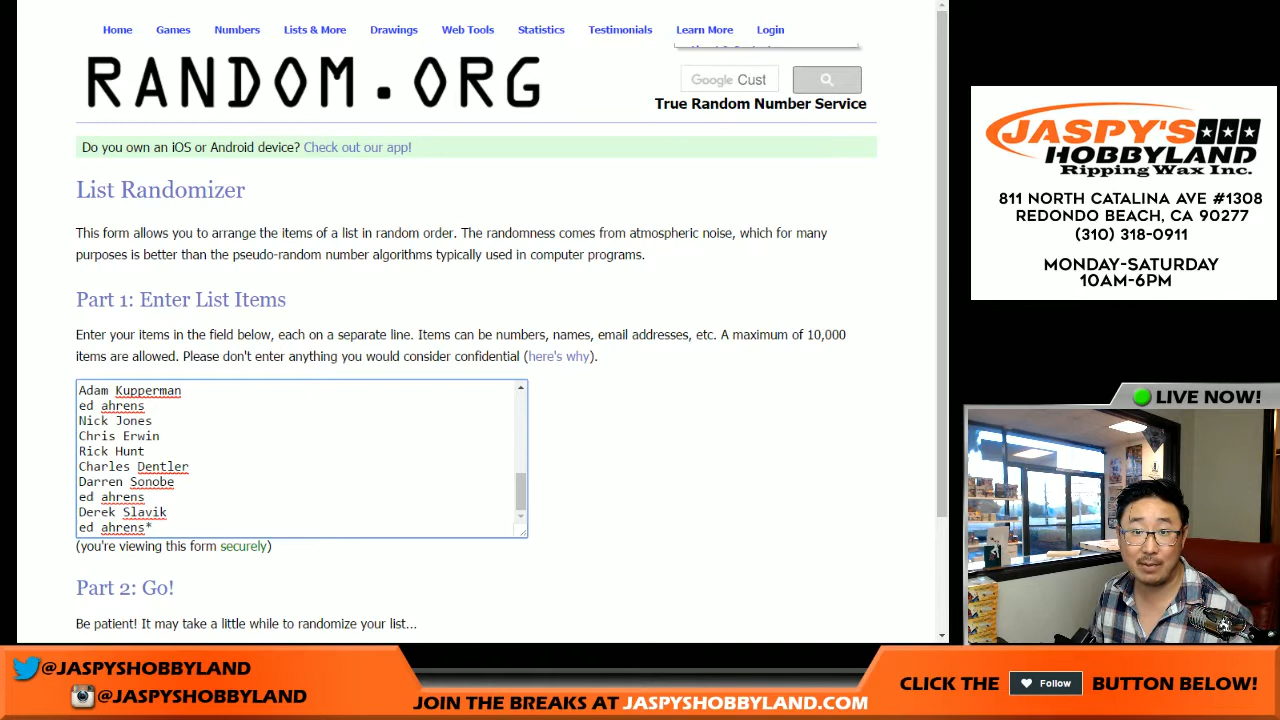 Home Games Numbers Lists & More Drawings Web Tools Statistics Testimonials Learn More Login
RANDOM.ORG
Google Cust
True Random Number Service
Do you own an iOS or Android device? Check out our app!
List Randomizer
This form allows you to arrange the items of a list in random order. The randomness comes from atmospheric noise, which for many
purposes is better than the pseudo-random number algorithms typically used in computer programs.
Part 1: Enter List Items
Enter your items in the field below, each on a separate line. Items can be numbers, names, email addresses, etc. A maximum of 10,000
items are allowed. Please don't enter anything you would consider confidential (here's why).
Adam Kupperman
ed ahrens
Nick Jones
Chris Erwin
Rick Hunt
Charles Dentler
Darren Sonobe
ed ahrens
Derek Slavik
ed ahrens*
(you're viewing this form securely)
Part 2: Go!
Be patient! It may take a little while to randomize your list...
JASPY'S
HOBBYLAND
Ripping Wax Inc.
811 NORTH CATALINA AVE #1308
REDONDO BEACH, CA 90277
(310) 318-0911
MONDAY-SATURDAY
10AM-6PM
LIVE NOW!
@JASPYSHOBBYLAND
@JASPYSHOBBYLAND
JOIN THE BREAKS AT JASPYSHOBBYLAND.COM
CLICK THE Follow BUTTON BELOW!